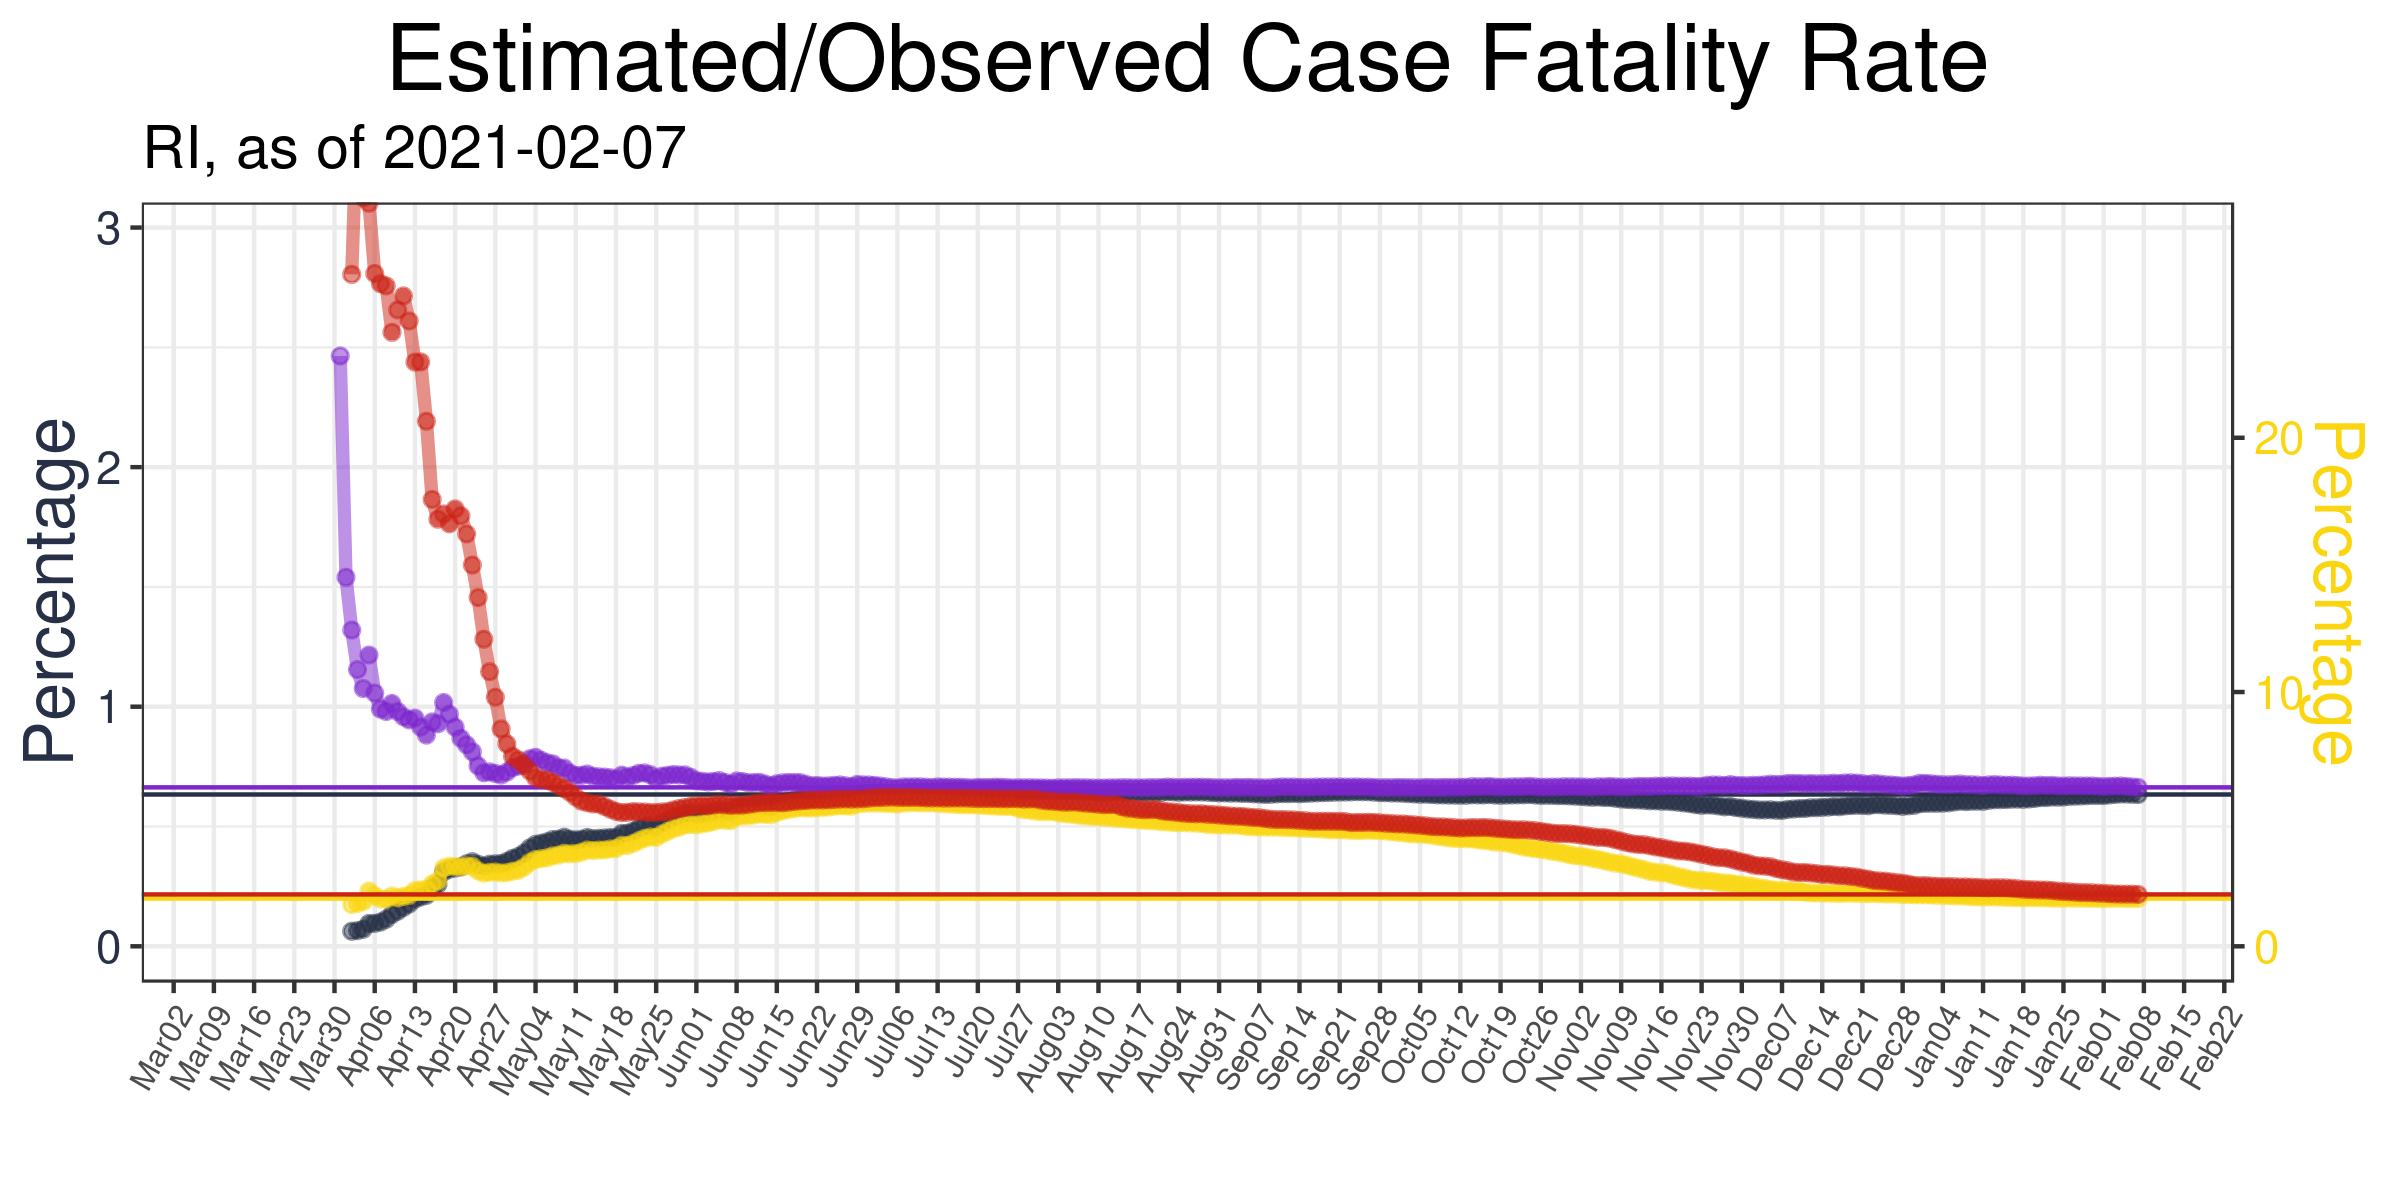 Estimated/Observed Case Fatality Rate
RI, as of 2021-02-07
Percentage
3
2
1
0
20
10
0
Percentage
Mar02
Mar09
Mar16
Mar23
Mar30
Apr06
Apr13
Apr20
Apr27
May04
May11
May18
May25
Jun01
Jun08
Jun15
Jun22
Jun29
Jul06
Jul13
Jul20
Jul27
Aug03
Aug10
Aug17
Aug24
Aug31
Sep07
Sep14
Sep21
Sep28
Oct05
Oct12
Oct19
Oct26
Nov02
Nov09
Nov16
Nov23
Nov30
Dec07
Dec14
Dec21
Dec28
Jan04
Jan11
Jan18
Jan25
Feb01
Feb08
Feb15
Feb22